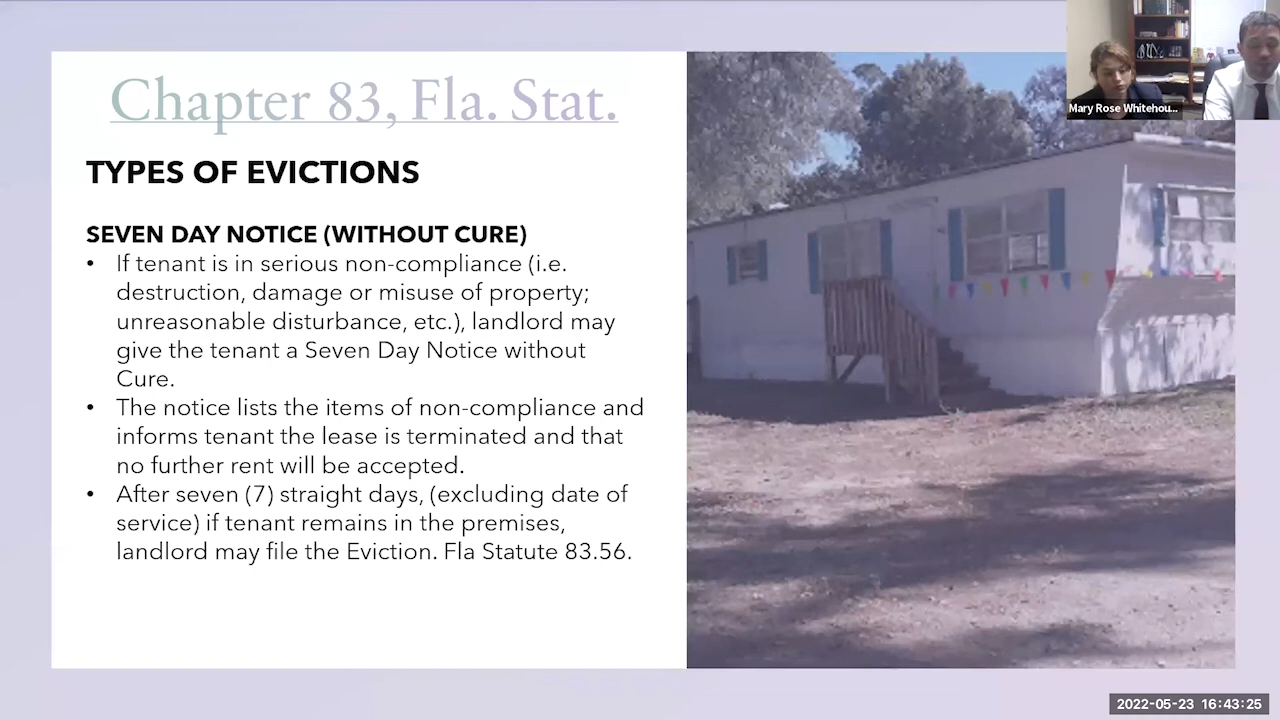 Chapter 83, Fla. Stat.
TYPES OF EVICTIONS
SEVEN DAY NOTICE (WITHOUT CURE)
• If tenant is in serious non-compliance (i.e.
destruction, damage or misuse of property;
unreasonable disturbance, etc.), landlord may
give the tenant a Seven Day Notice without
Cure.
• The notice lists the items of non-compliance and
informs tenant the lease is terminated and that
no further rent will be accepted.
• After seven (7) straight days, (excluding date of
service) if tenant remains in the premises,
landlord may file the Eviction. Fla Statute 83.56.
Mary Rose Whitehou...
2022-05-23 16:43:25